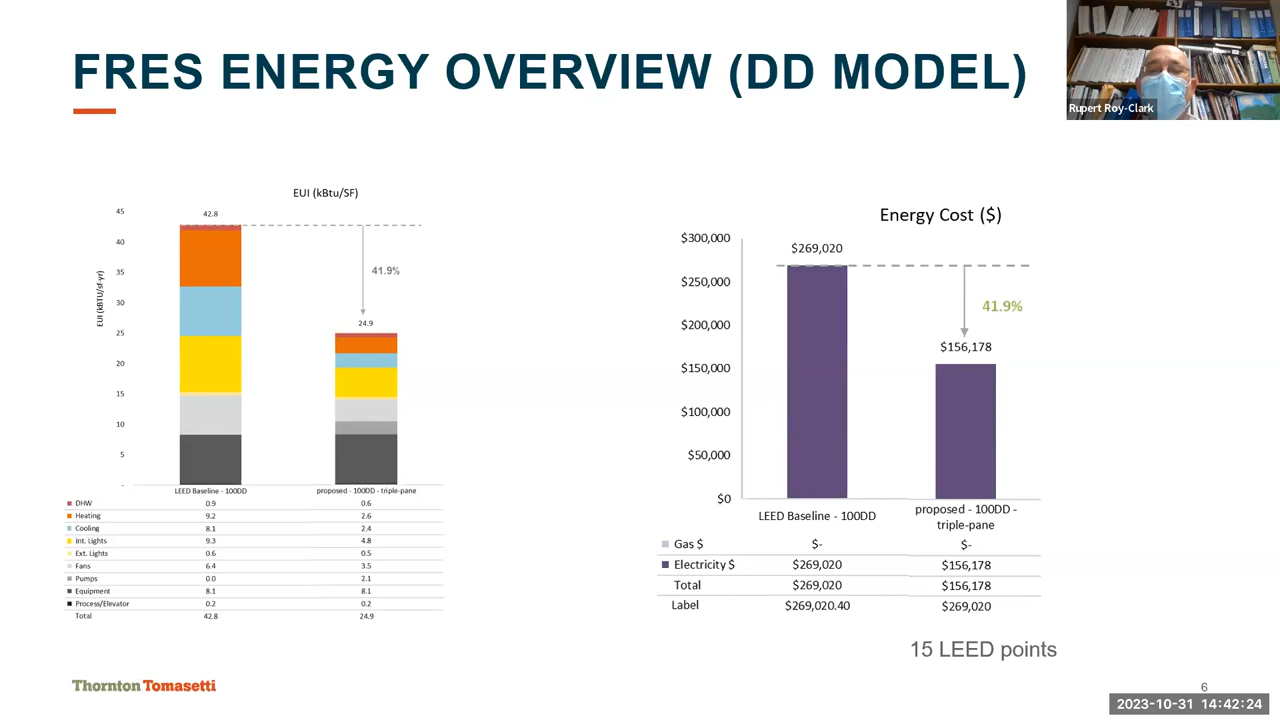 FRES ENERGY OVERVIEW (DD MODEL)
Rupert Roy-Clark
EUI (kBtu/SF)
EUI (kBTU/sf-yr)
45
40
35
30
25
20
15
10
5
-
42.8
41.9%
24.9
LEED Baseline - 100DD proposed - 100DD - triple-pane
DHW 0.9 0.6
Heating 9.2 2.6
Cooling 8.1 2.4
Int. Lights 9.3 4.8
Ext. Lights 0.6 0.5
Fans 6.4 3.5
Pumps 0.0 2.1
Equipment 8.1 8.1
Process/Elevator 0.2 0.2
Total 42.8 24.9
Energy Cost ($)
$300,000
$250,000
$200,000
$150,000
$100,000
$50,000
$0
$269,020
41.9%
$156,178
LEED Baseline - 100DD
proposed - 100DD -
triple-pane
Gas $ $- $-
Electricity $ $269,020 $156,178
Total $269,020 $156,178
Label $269,020.40 $269,020
15 LEED points
Thornton Tomasetti
6
2023-10-31 14:42:24